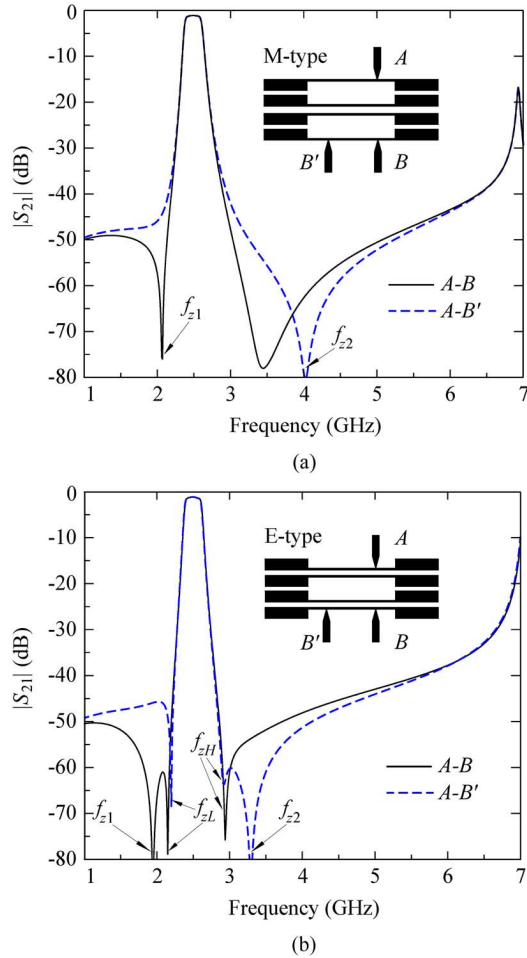 0
-10
-20
-30
-40
-50
-60
-70
-80
|S21| (dB)
M-type
A
B'
B
A-B
A-B'
fz1
fz2
1 2 3 4 5 6 7
Frequency (GHz)
(a)
0
-10
-20
-30
-40
-50
-60
-70
-80
|S21| (dB)
E-type
A
B'
B
fzH
A-B
A-B'
fz1
fzL
fz2
1 2 3 4 5 6 7
Frequency (GHz)
(b)